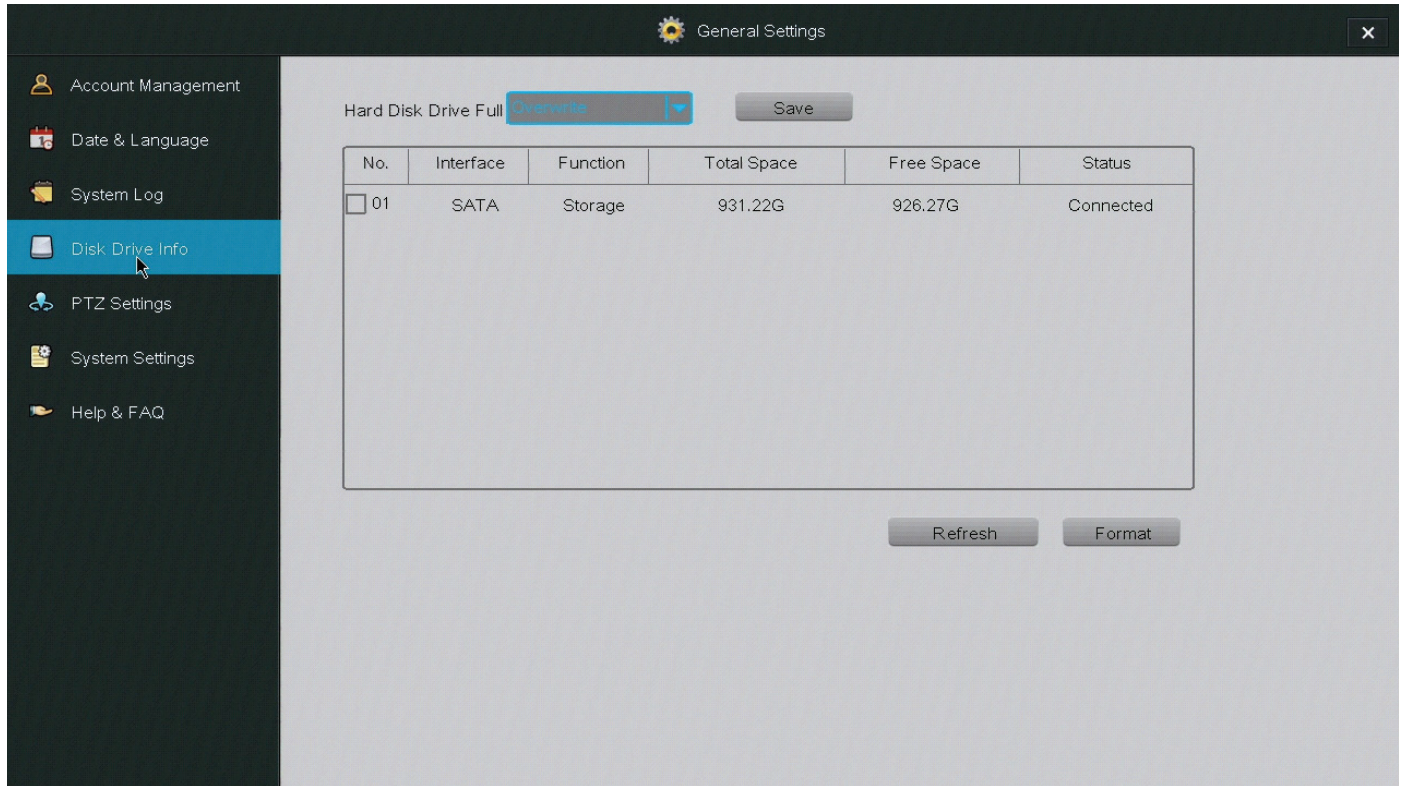 General Settings
Account Management
Date & Language
System Log
Disk Drive Info
PTZ Settings
System Settings
Help & FAQ
Hard Disk Drive Full Overwrite Save
No. Interface Function Total Space Free Space Status
01 SATA Storage 931.22G 926.27G Connected
Refresh Format